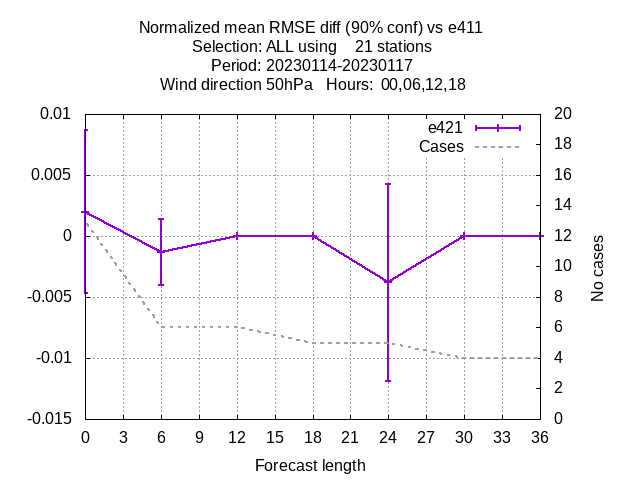 Normalized mean RMSE diff (90% conf) vs e411
Selection: ALL using    21 stations
Period: 20230114-20230117
Wind direction 50hPa   Hours:  00,06,12,18
0.01
0.005
0
-0.005
-0.01
-0.015
20
18
16
14
12
10
8
6
4
2
0
e421
Cases
No cases
0 3 6 9 12 15 18 21 24 27 30 33 36
Forecast length